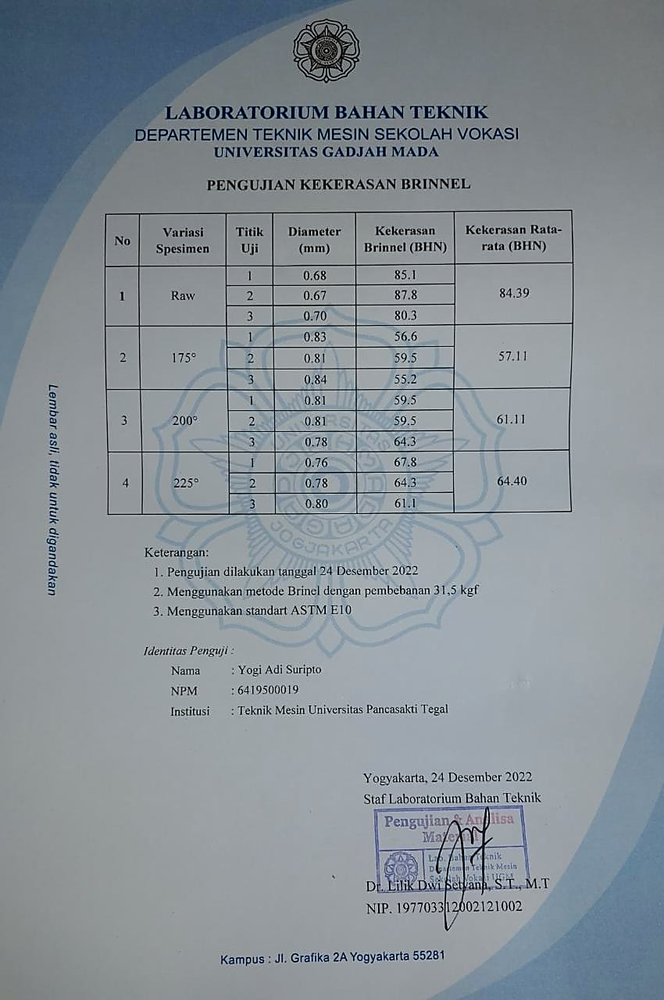 LABORATORIUM BAHAN TEKNIK
DEPARTEMEN TEKNIK MESIN SEKOLAH VOKASI
UNIVERSITAS GADJAH MADA
PENGUJIAN KEKERASAN BRINNEL
No Variasi Spesimen Titik Uji Diameter (mm) Kekerasan Brinnel (BHN) Kekerasan Rata-rata (BHN)
1 Raw 1 0.68 85.1 84.39
2 0.67 87.8
3 0.70 80.3
2 175° 1 0.83 56.6 57.11
2 0.81 59.5
3 0.84 55.2
3 200° 1 0.81 59.5 61.11
2 0.81 59.5
3 0.78 64.3
4 225° 1 0.76 67.8 64.40
2 0.78 64.3
3 0.80 61.1
UNIVERSITAS
JOGJAKARTA
Lembar asli, tidak untuk digandakan
Keterangan:
1. Pengujian dilakukan tanggal 24 Desember 2022
2. Menggunakan metode Brinel dengan pembebanan 31,5 kgf
3. Menggunakan standart ASTM E10
Identitas Penguji :
Nama : Yogi Adi Suripto
NPM : 6419500019
Institusi : Teknik Mesin Universitas Pancasakti Tegal
Yogyakarta, 24 Desember 2022
Staf Laboratorium Bahan Teknik
Pengujian & Analisa
Material
Lab. Bahan Teknik
Departemen Teknik Mesin
Sekolah Vokasi UGM
Dr. Lilik Dwi Setyana, S.T., M.T
NIP. 197703312002121002
Kampus : Jl. Grafika 2A Yogyakarta 55281